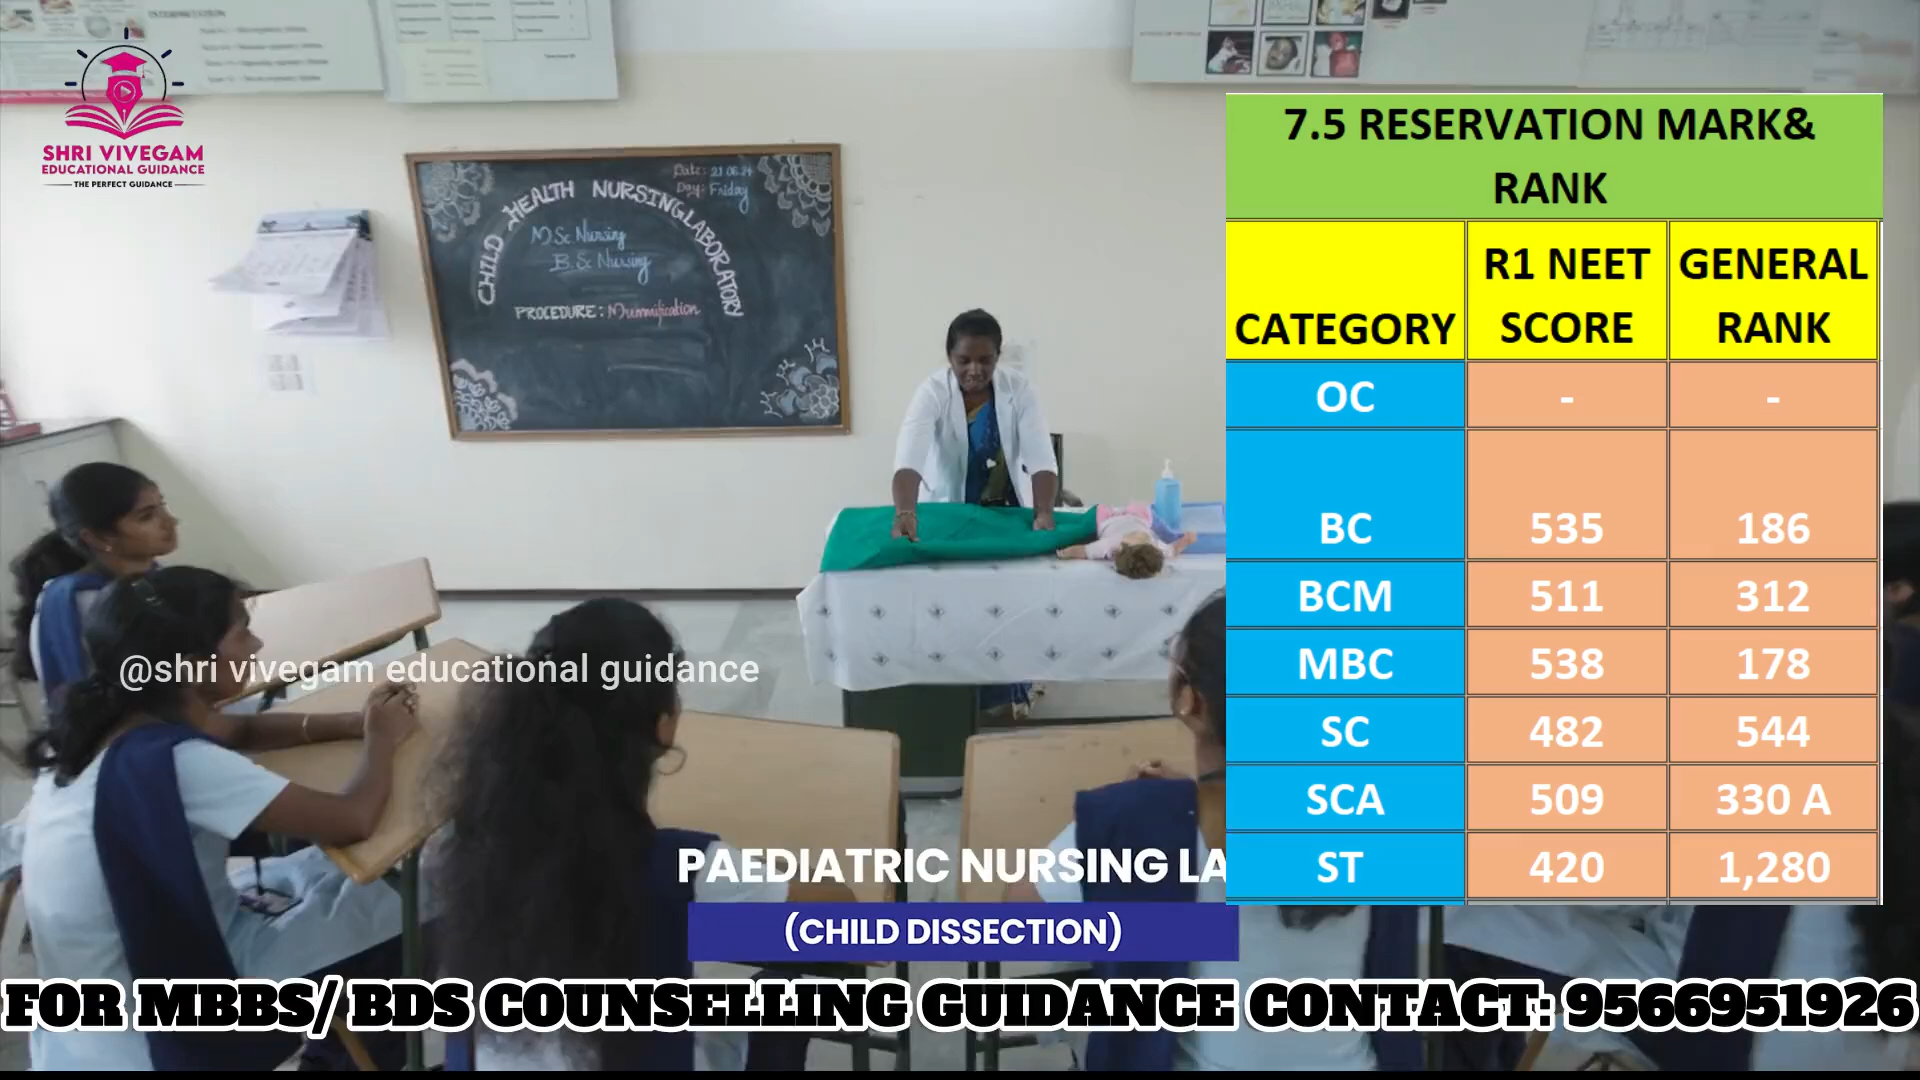 INTERPRETATION
SHRI VIVEGAM
EDUCATIONAL GUIDANCE
THE PERFECT GUIDANCE
Date: 21.06.24
Day: Friday
CHILD HEALTH NURSING LABORATORY
M.Sc Nursing
B.Sc Nursing
PROCEDURE: Mummification
7.5 RESERVATION MARK&
RANK
CATEGORY R1 NEET SCORE GENERAL RANK
OC - -
BC 535 186
BCM 511 312
MBC 538 178
SC 482 544
SCA 509 330 A
ST 420 1,280
@shri vivegam educational guidance
PAEDIATRIC NURSING LA
(CHILD DISSECTION)
FOR MBBS/ BDS COUNSELLING GUIDANCE CONTACT: 9566951926